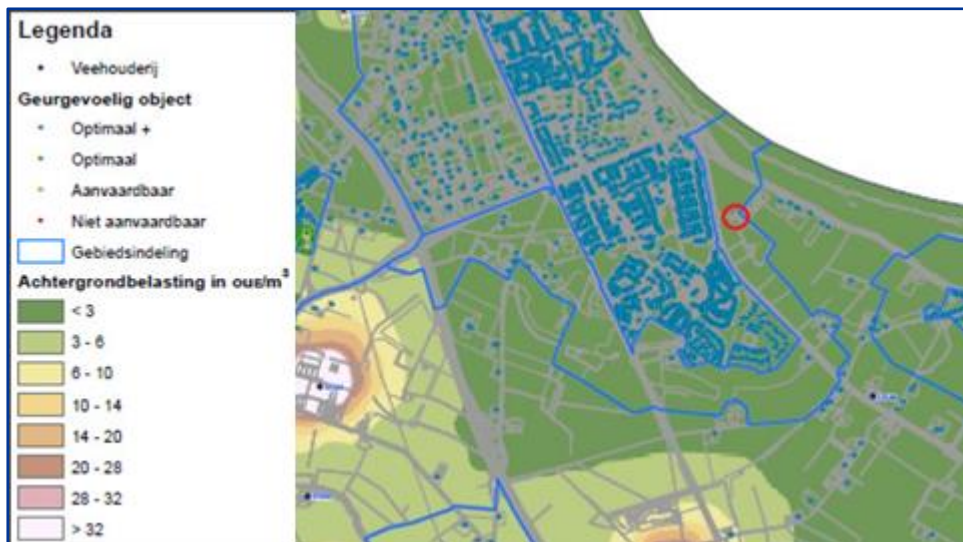 Legenda
Veehouderij
Geurgevoelig object
Optimaal +
Optimaal
Aanvaardbaar
Niet aanvaardbaar
Gebiedsindeling
Achtergrondbelasting in ouᴇ/m³
< 3
3 - 6
6 - 10
10 - 14
14 - 20
20 - 28
28 - 32
> 32